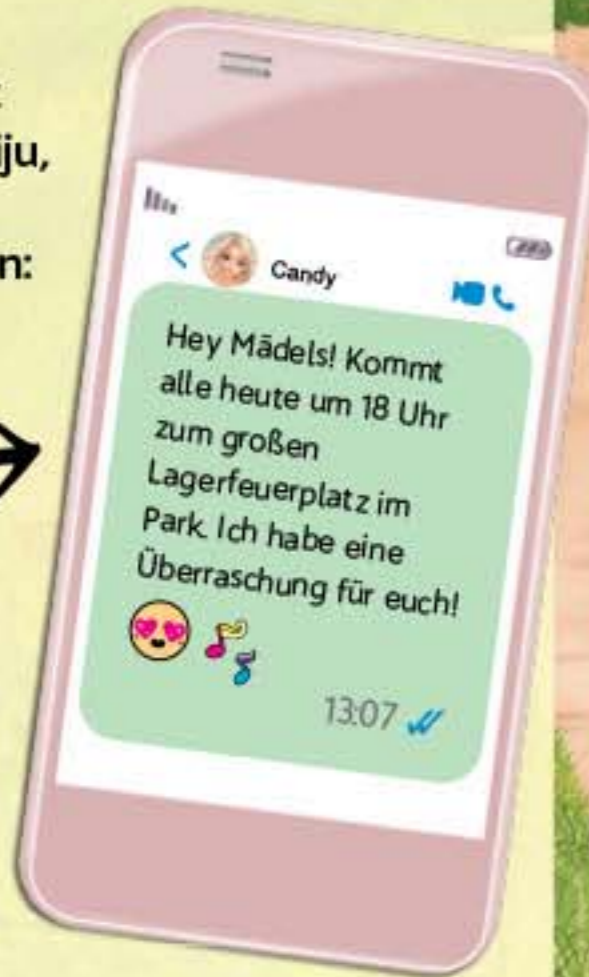 iju,
n:
Candy
Hey Mädels! Kommt
alle heute um 18 Uhr
zum großen
Lagerfeuerplatz im
Park. Ich habe eine
Überraschung für euch!
13:07